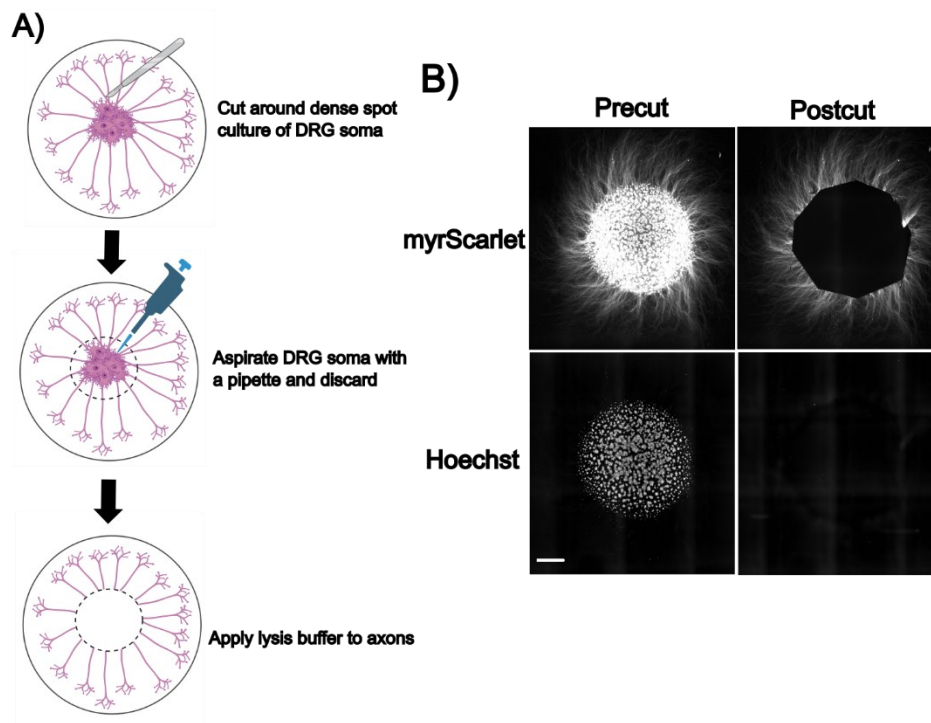 A)
Cut around dense spot
culture of DRG soma
Aspirate DRG soma with
a pipette and discard
Apply lysis buffer to axons
B)
Precut
Postcut
myrScarlet
Hoechst